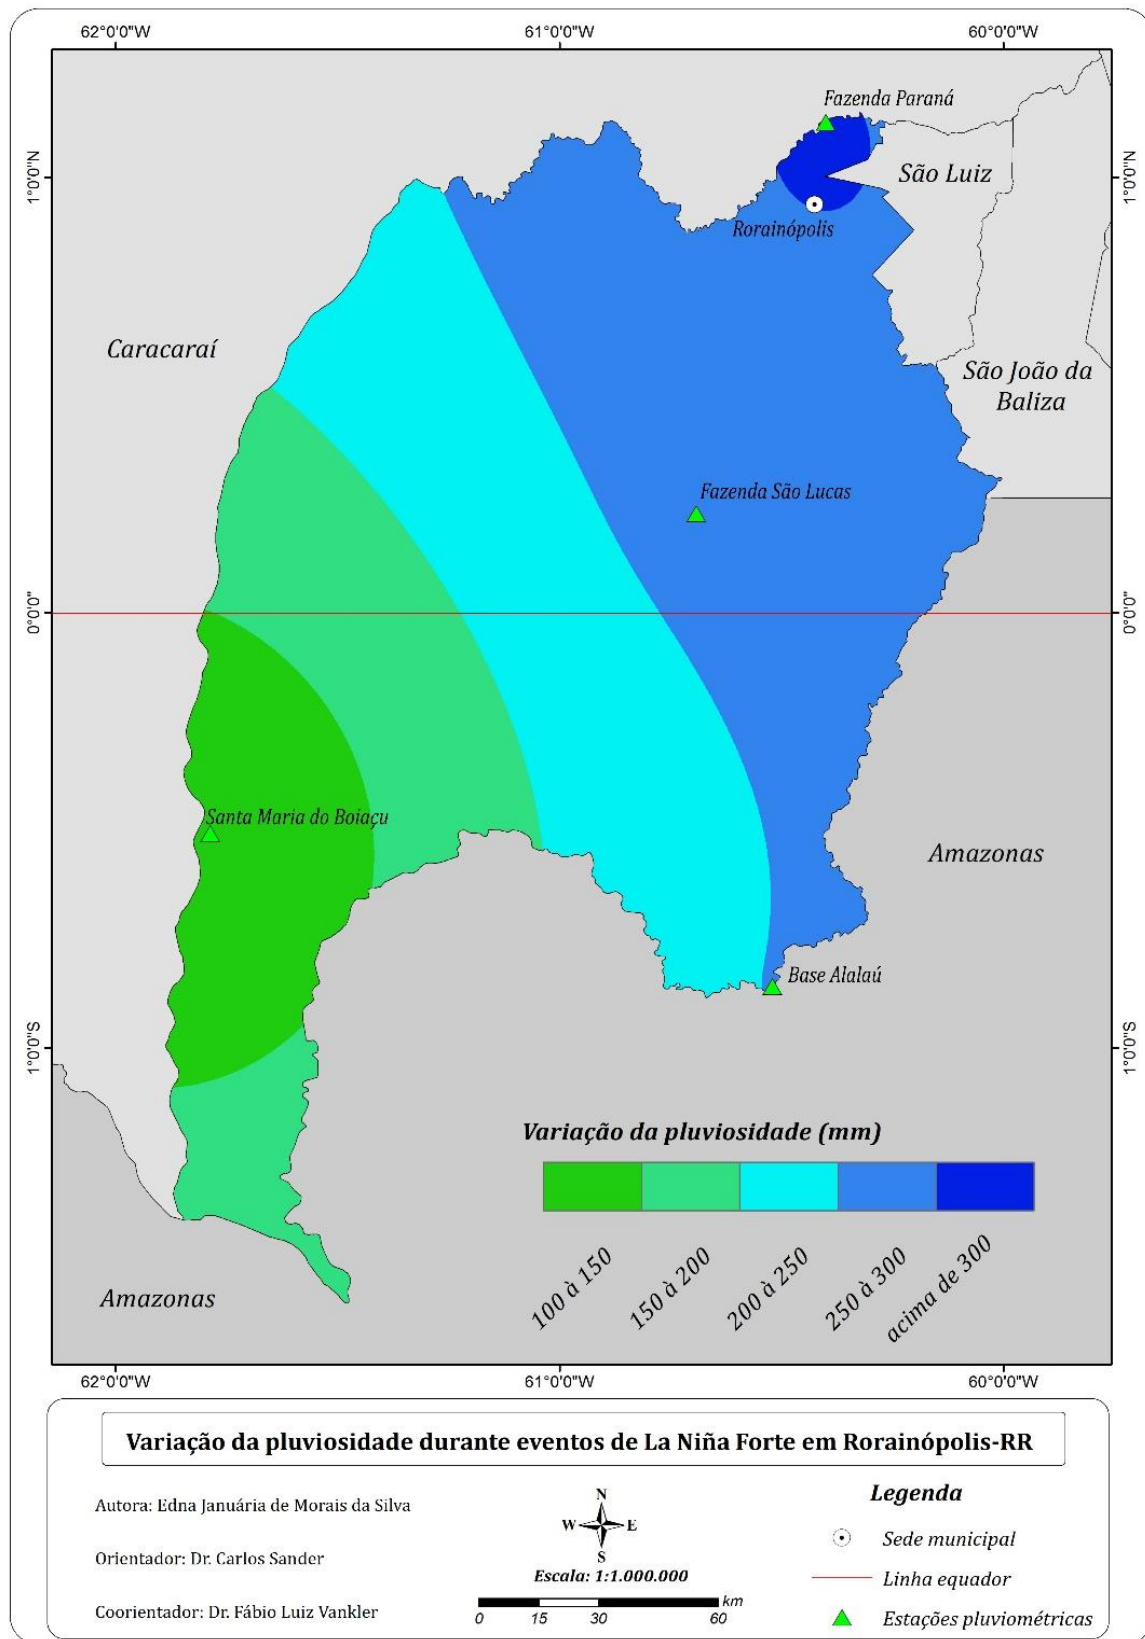 62°0'0"W
61°0'0"W
60°0'0"W
Fazenda Paraná
1°0'0"N
São Luiz
1°0'0"N
Rorainópolis
Caracaraí
São João da
Baliza
Fazenda São Lucas
0°0'0"
0°0'0"
Santa Maria do Boiaçu
Amazonas
Base Alalaú
1°0'0"S
1°0'0"S
Variação da pluviosidade (mm)
100 à 150
150 à 200
200 à 250
250 à 300
acima de 300
Amazonas
62°0'0"W
61°0'0"W
60°0'0"W
Variação da pluviosidade durante eventos de La Niña Forte em Rorainópolis-RR
Autora: Edna Januária de Morais da Silva
Orientador: Dr. Carlos Sander
Coorientador: Dr. Fábio Luiz Vankler
N
W
E
S
Escala: 1:1.000.000
km
0 15 30 60
Legenda
Sede municipal
Linha equador
Estações pluviométricas